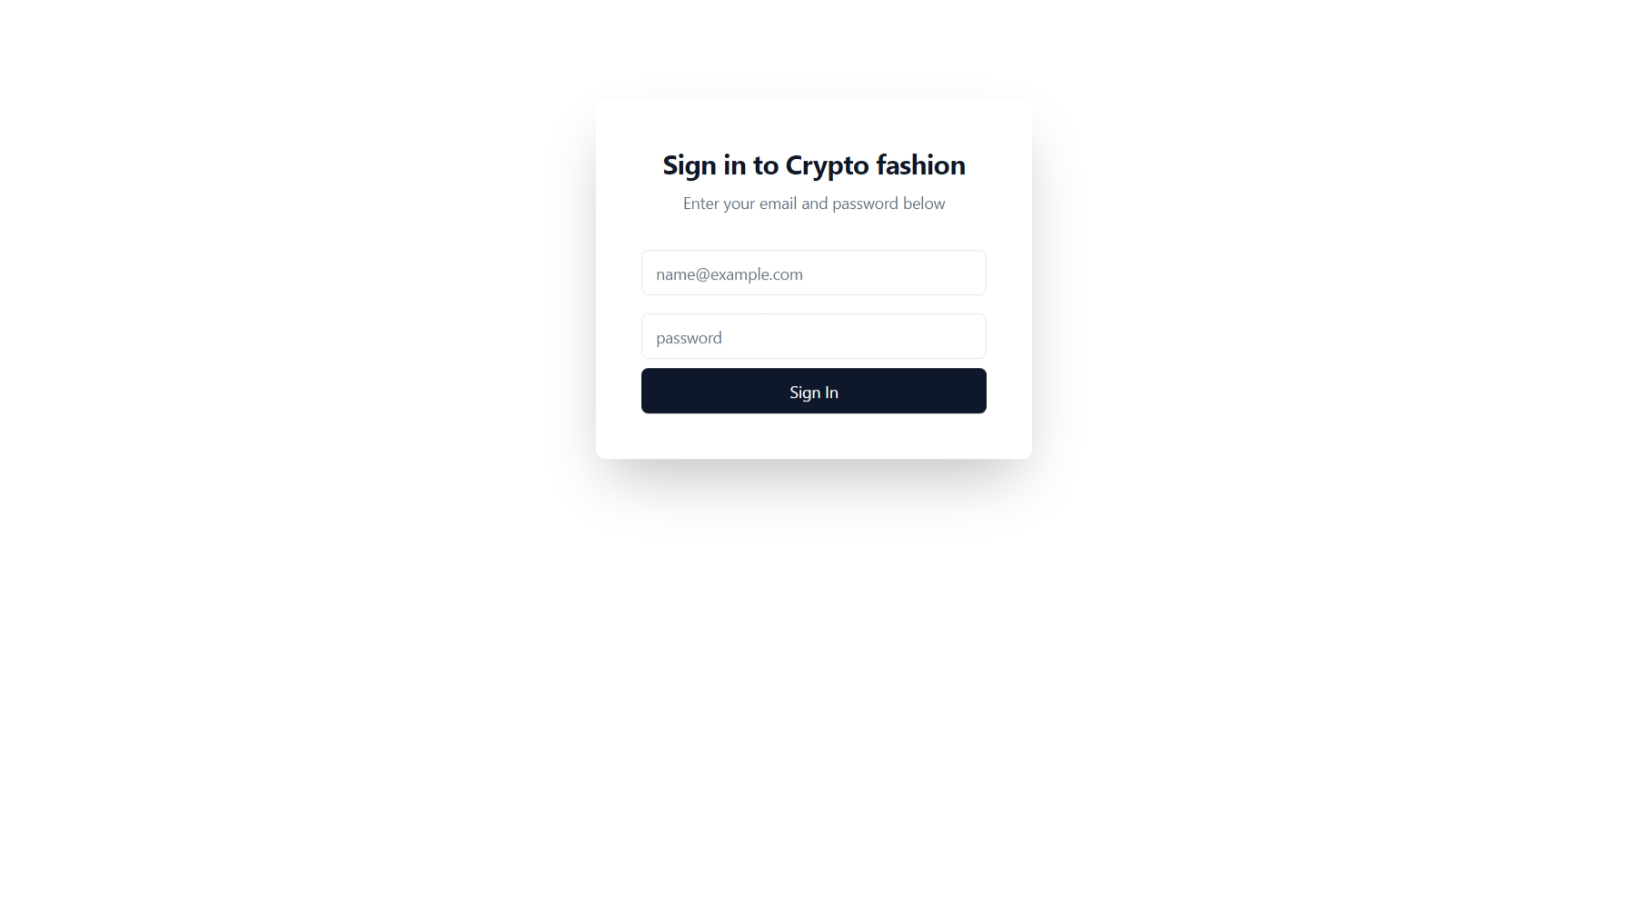 Sign in to Crypto fashion
Enter your email and password below
name@example.com
password
Sign In